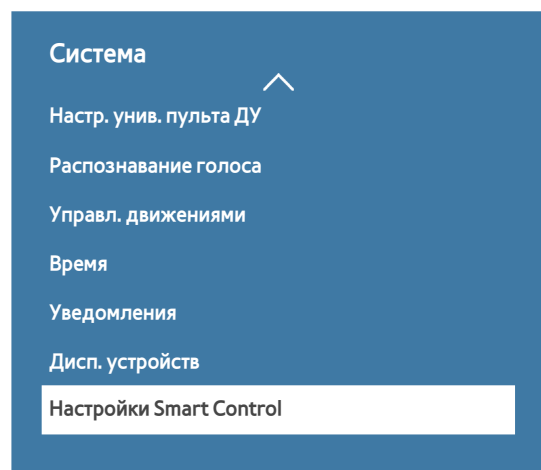 Система
Настр. унив. пульта ДУ
Распознавание голоса
Управл. движениями
Время
Уведомления
Дисп. устройств
Настройки Smart Control